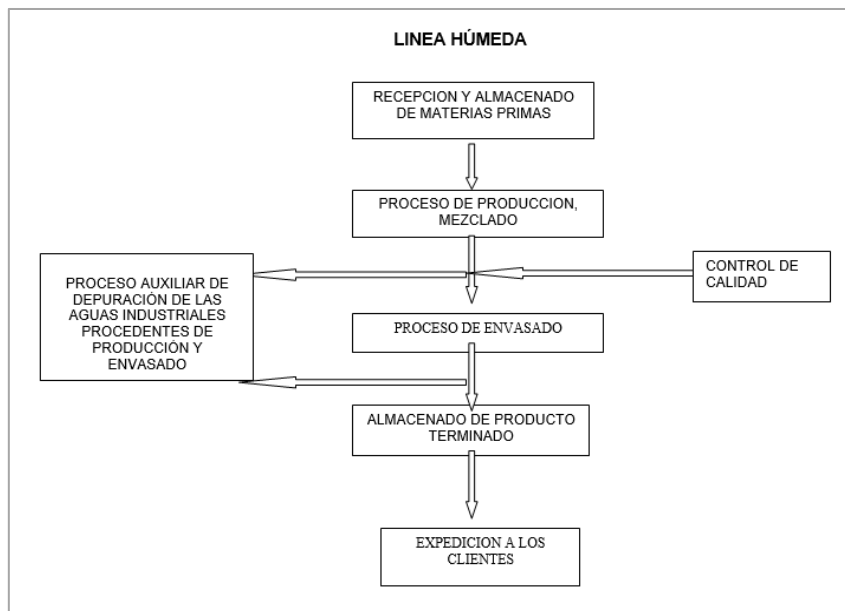 LINEA HÚMEDA
RECEPCION Y ALMACENADO
DE MATERIAS PRIMAS
PROCESO DE PRODUCCION,
MEZCLADO
PROCESO AUXILIAR DE
DEPURACIÓN DE LAS
AGUAS INDUSTRIALES
PROCEDENTES DE
PRODUCCIÓN Y
ENVASADO
CONTROL DE
CALIDAD
PROCESO DE ENVASADO
ALMACENADO DE PRODUCTO
TERMINADO
EXPEDICION A LOS
CLIENTES